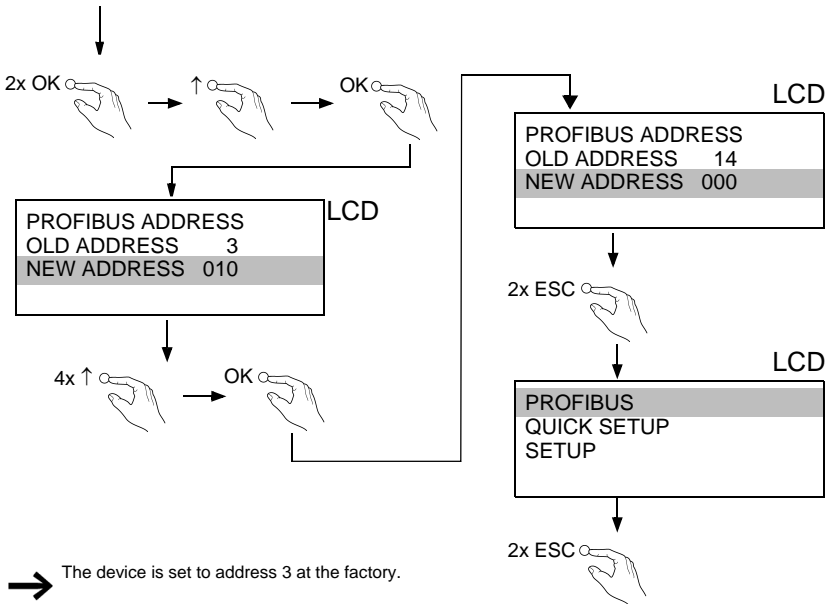 2x OK
↑
OK
LCD
PROFIBUS ADDRESS
OLD ADDRESS 3
NEW ADDRESS 010
4x ↑
OK
LCD
PROFIBUS ADDRESS
OLD ADDRESS 14
NEW ADDRESS 000
2x ESC
LCD
PROFIBUS
QUICK SETUP
SETUP
2x ESC
The device is set to address 3 at the factory.